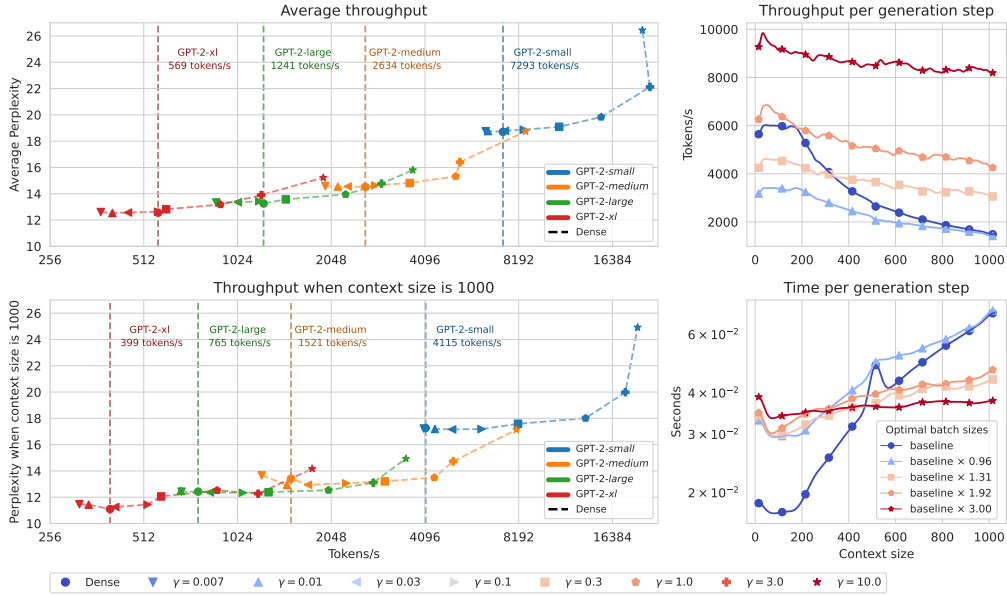 Average throughput
Average Perplexity
26
24
22
20
18
16
14
12
10
GPT-2-xl
569 tokens/s
GPT-2-large
1241 tokens/s
GPT-2-medium
2634 tokens/s
GPT-2-small
7293 tokens/s
GPT-2-small
GPT-2-medium
GPT-2-large
GPT-2-xl
Dense
256
512
1024
2048
4096
8192
16384
Throughput per generation step
Tokens/s
10000
8000
6000
4000
2000
0
200
400
600
800
1000
Throughput when context size is 1000
Perplexity when context size is 1000
26
24
22
20
18
16
14
12
10
GPT-2-xl
399 tokens/s
GPT-2-large
765 tokens/s
GPT-2-medium
1521 tokens/s
GPT-2-small
4115 tokens/s
GPT-2-small
GPT-2-medium
GPT-2-large
GPT-2-xl
Dense
256
512
1024
2048
4096
8192
16384
Tokens/s
Time per generation step
Seconds
6 × 10⁻²
4 × 10⁻²
3 × 10⁻²
2 × 10⁻²
Optimal batch sizes
baseline
baseline × 0.96
baseline × 1.31
baseline × 1.92
baseline × 3.00
0
200
400
600
800
1000
Context size
Dense
γ = 0.007
γ = 0.01
γ = 0.03
γ = 0.1
γ = 0.3
γ = 1.0
γ = 3.0
γ = 10.0